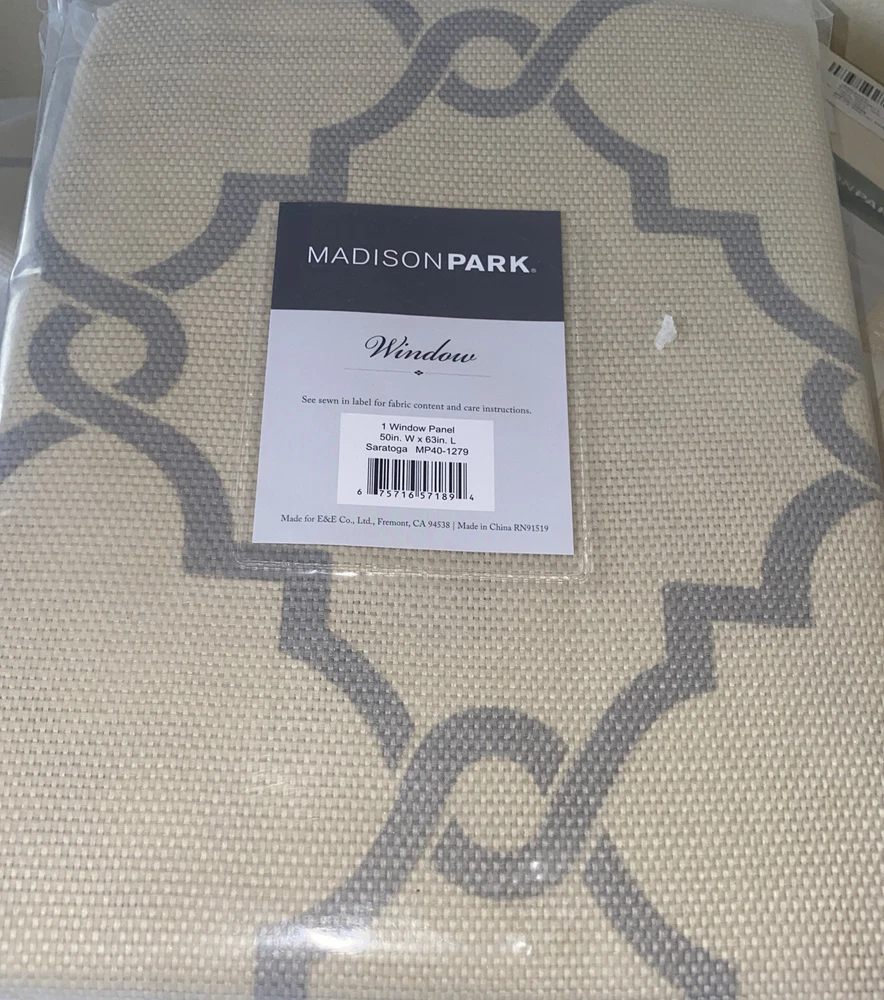 MADISONPARK®
Window
See sewn in label for fabric content and care instructions.
1 Window Panel
50in. W x 63in. L
Saratoga MP40-1279
6 75716 57189 4
Made for E&E Co., Ltd., Fremont, CA 94538 | Made in China RN91519